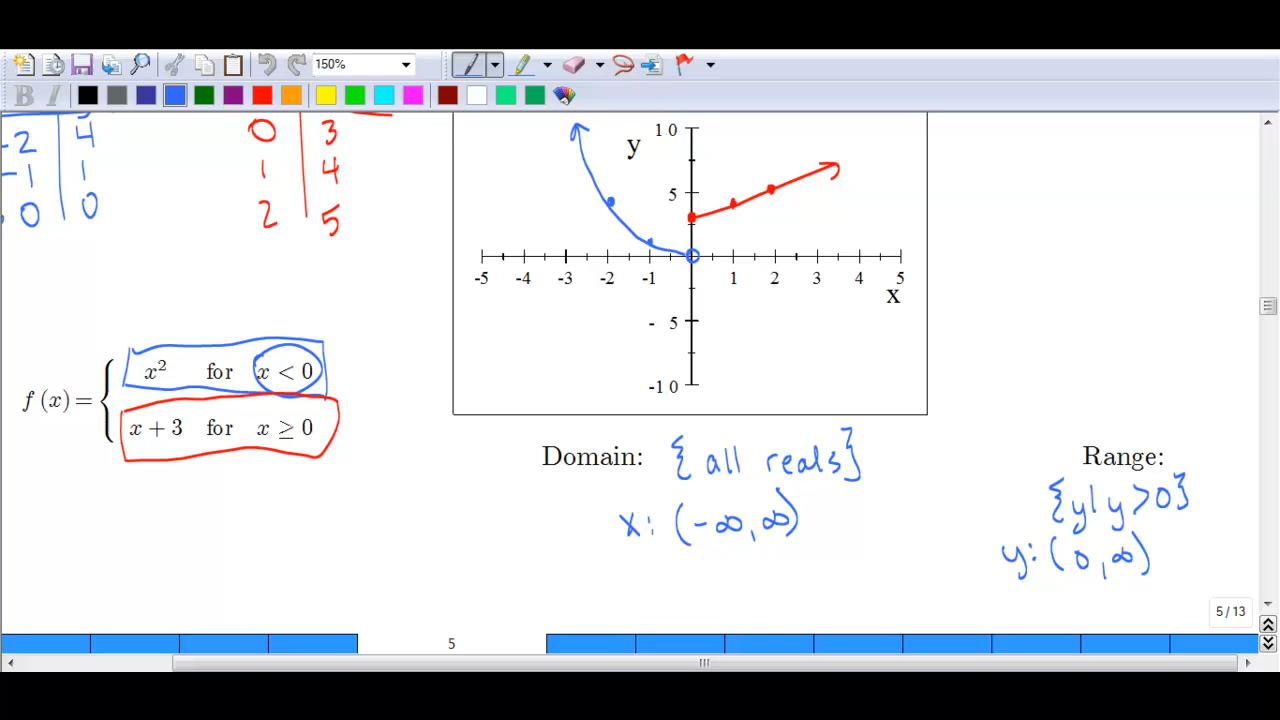 150%
B I
-2 4
-1 1
0 0
0 3
1 4
2 5
y
10
5
-5 -4 -3 -2 -1 1 2 3 4 5
x
- 5
-10
f (x) = { x² for x < 0
x + 3 for x ≥ 0
Domain: {all reals}
x: (-∞, ∞)
Range:
{y| y>0}
y: (0, ∞)
5 / 13
5